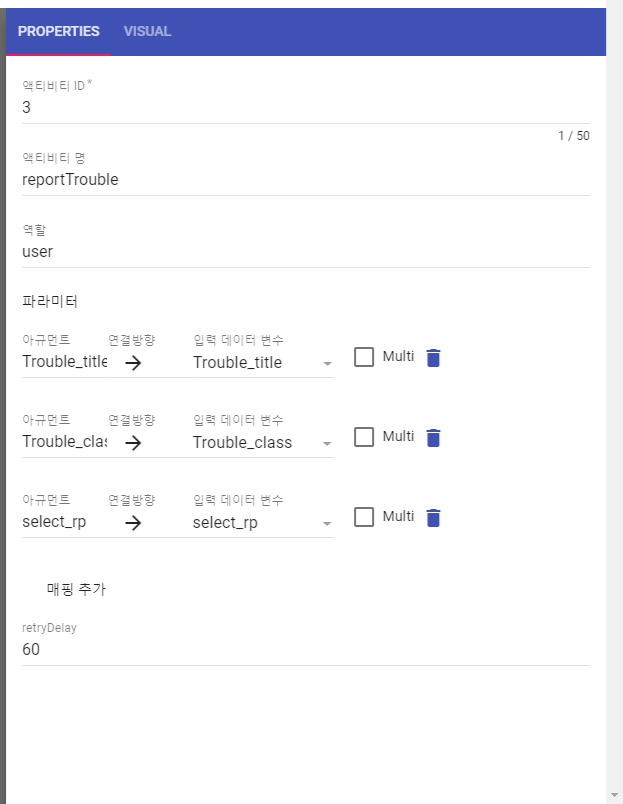 PROPERTIES VISUAL
액티비티 ID *
3
1 / 50
액티비티 명
reportTrouble
역할
user
파라미터
아규먼트 연결방향 입력 데이터 변수
Trouble_title → Trouble_title Multi
아규먼트 연결방향 입력 데이터 변수
Trouble_clas → Trouble_class Multi
아규먼트 연결방향 입력 데이터 변수
select_rp → select_rp Multi
매핑 추가
retryDelay
60